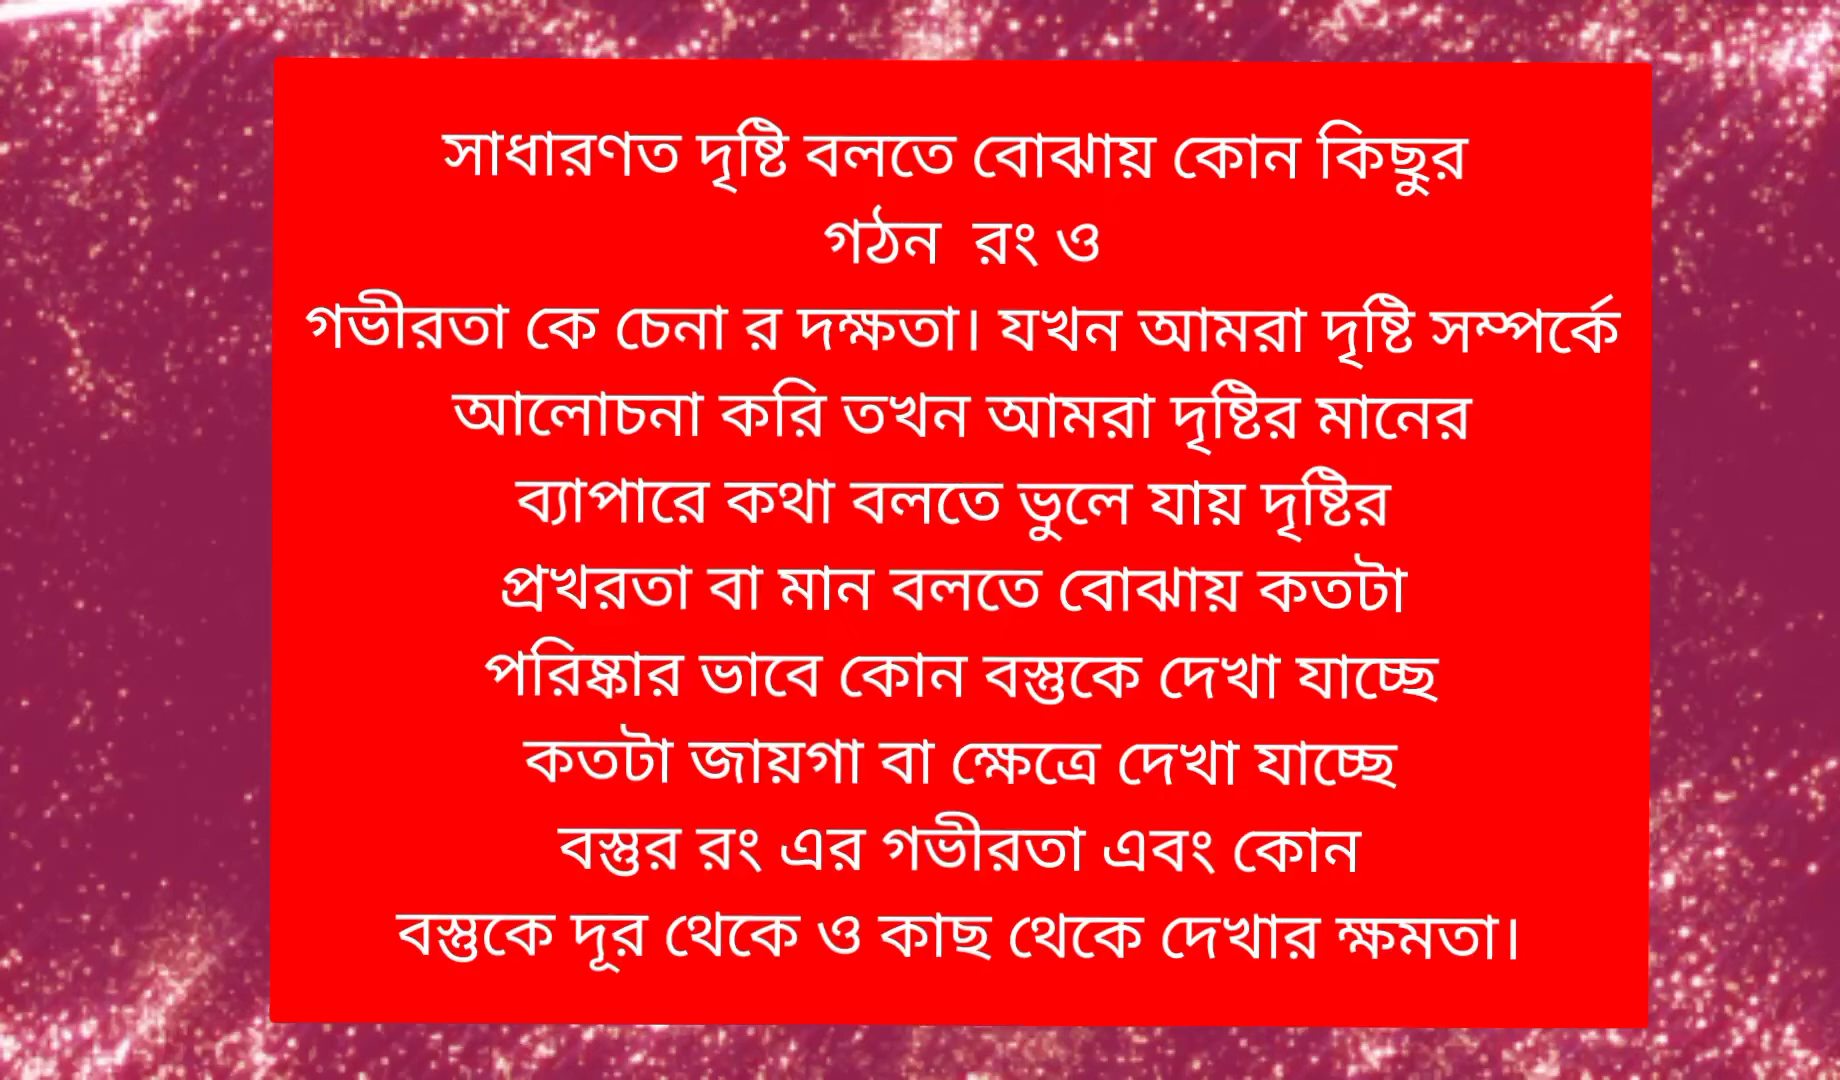 সাধারণত দৃষ্টি বলতে বোঝায় কোন কিছুর
গঠন রং ও
গভীরতা কে চেনা র দক্ষতা। যখন আমরা দৃষ্টি সম্পর্কে
আলোচনা করি তখন আমরা দৃষ্টির মানের
ব্যাপারে কথা বলতে ভুলে যায় দৃষ্টির
প্রখরতা বা মান বলতে বোঝায় কতটা
পরিষ্কার ভাবে কোন বস্তুকে দেখা যাচ্ছে
কতটা জায়গা বা ক্ষেত্রে দেখা যাচ্ছে
বস্তুর রং এর গভীরতা এবং কোন
বস্তুকে দূর থেকে ও কাছ থেকে দেখার ক্ষমতা।